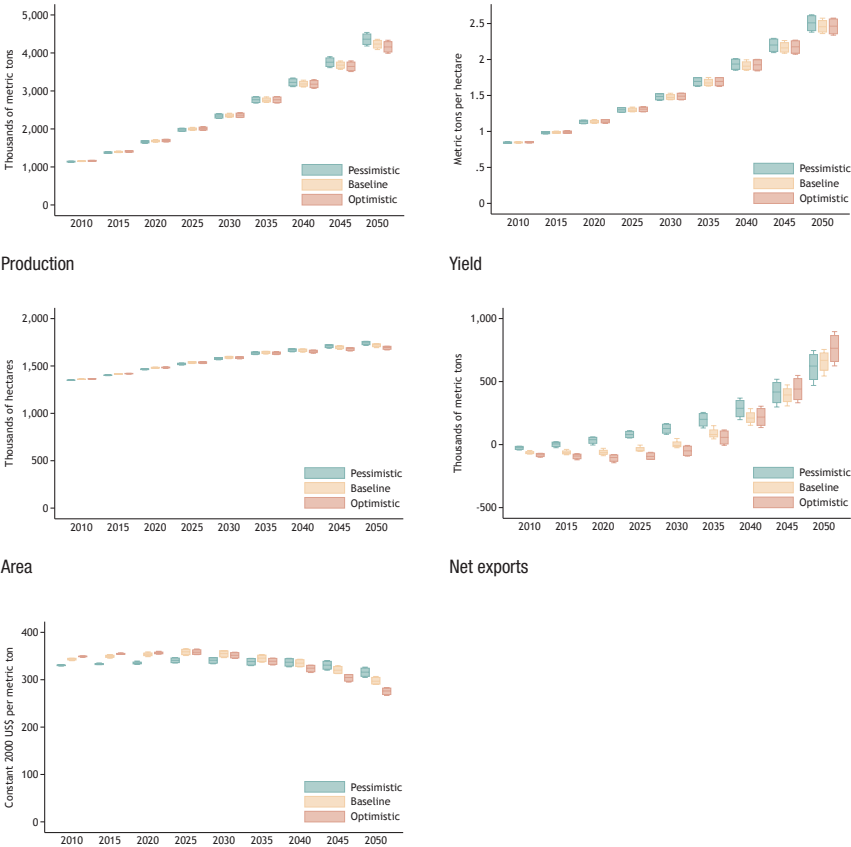 Thousands of metric tons
5,000
4,000
3,000
2,000
1,000
0
Pessimistic
Baseline
Optimistic
2010 2015 2020 2025 2030 2035 2040 2045 2050
Production
Metric tons per hectare
2.5
2
1.5
1
.5
0
Pessimistic
Baseline
Optimistic
2010 2015 2020 2025 2030 2035 2040 2045 2050
Yield
Thousands of hectares
2,000
1,500
1,000
500
0
Pessimistic
Baseline
Optimistic
2010 2015 2020 2025 2030 2035 2040 2045 2050
Area
Thousands of metric tons
1,000
500
0
-500
Pessimistic
Baseline
Optimistic
2010 2015 2020 2025 2030 2035 2040 2045 2050
Net exports
Constant 2000 US$ per metric ton
400
300
200
100
0
Pessimistic
Baseline
Optimistic
2010 2015 2020 2025 2030 2035 2040 2045 2050